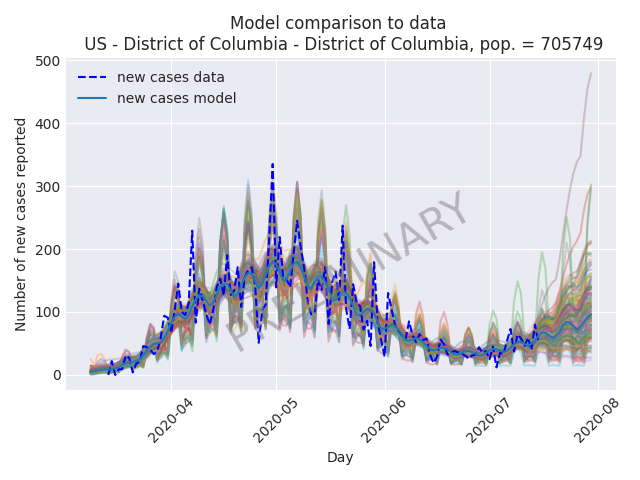 Model comparison to data
US - District of Columbia - District of Columbia, pop. = 705749
500
400
300
200
100
0
Number of new cases reported
new cases data
new cases model
PRELIMINARY
2020-04
2020-05
2020-06
2020-07
2020-08
Day